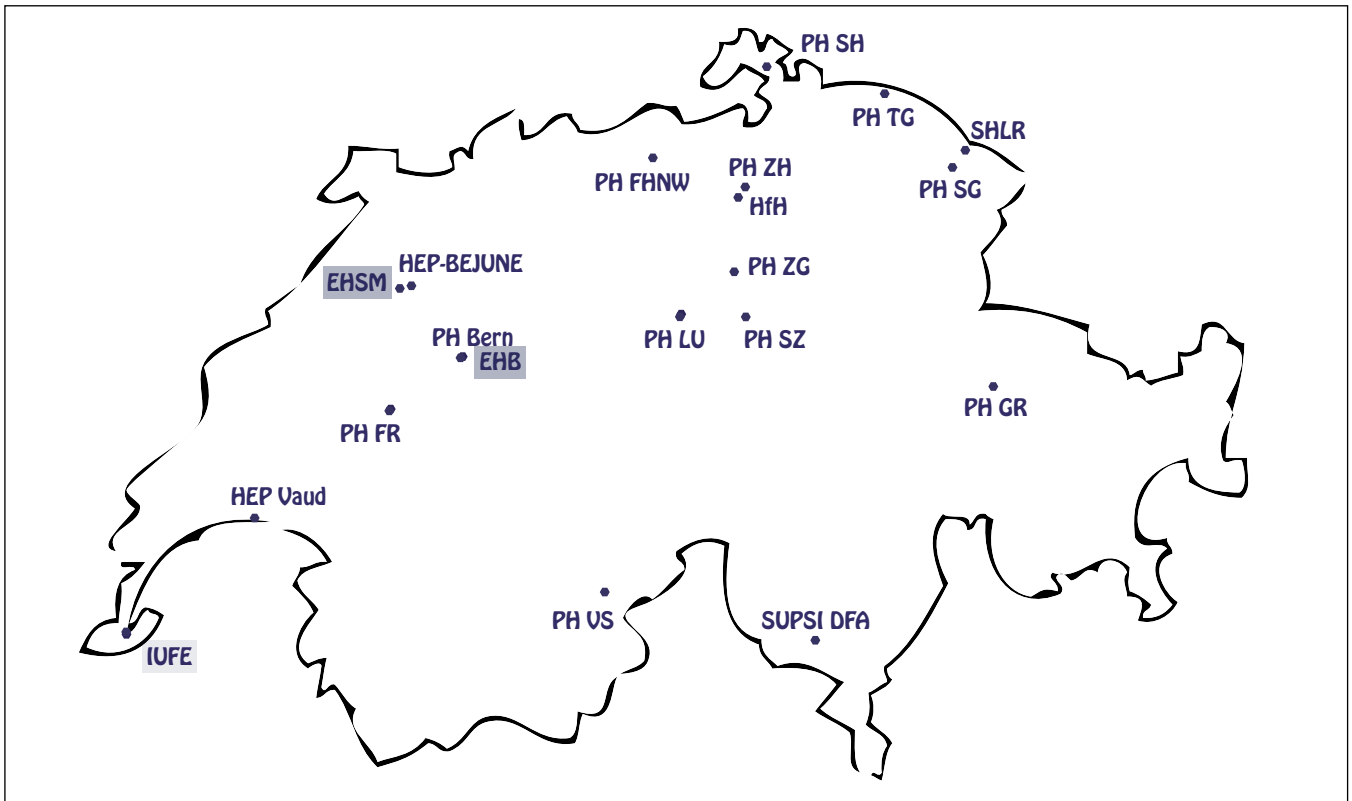 PH SH
PH TG
SHLR
PH ZH
PH FHNW
PH SG
HfH
HEP-BEJUNE
PH ZG
EHSM
PH Bern
PH LU
PH SZ
EHB
PH GR
PH FR
HEP Vaud
PH VS
SUPSI DFA
IUFE